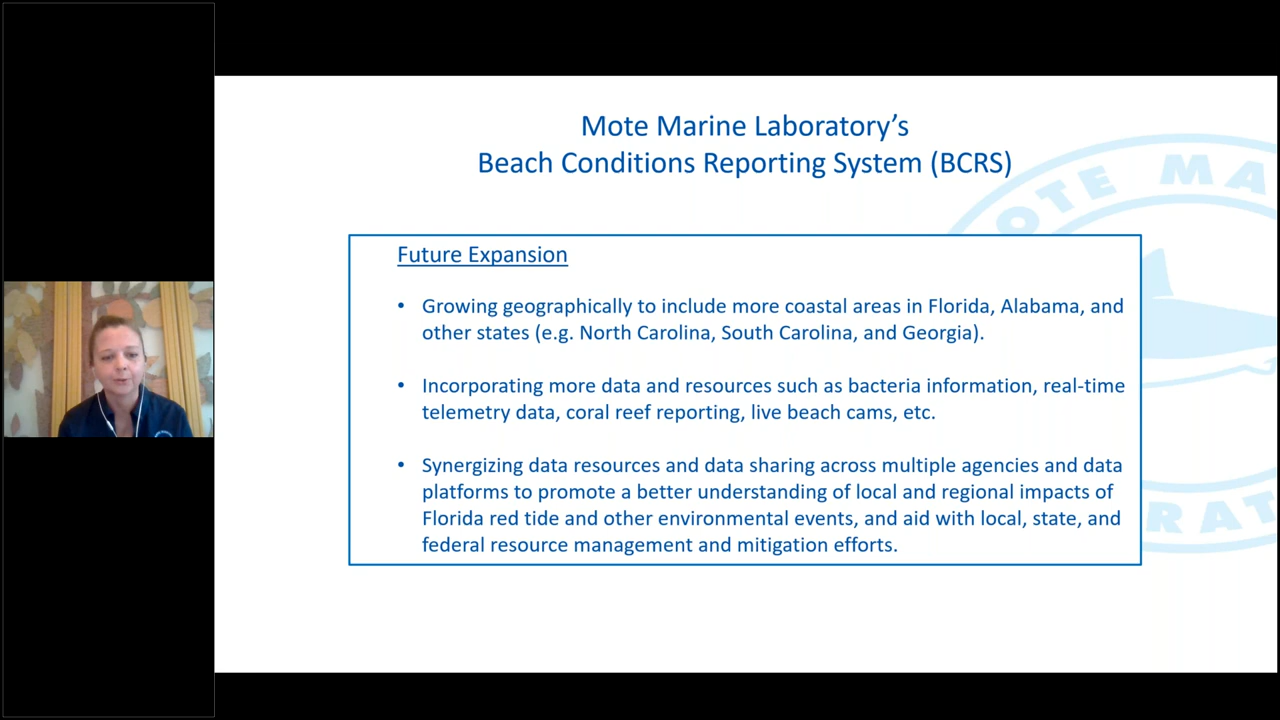 Mote Marine Laboratory’s
Beach Conditions Reporting System (BCRS)
OTE MA
Future Expansion
• Growing geographically to include more coastal areas in Florida, Alabama, and
other states (e.g. North Carolina, South Carolina, and Georgia).
• Incorporating more data and resources such as bacteria information, real-time
telemetry data, coral reef reporting, live beach cams, etc.
• Synergizing data resources and data sharing across multiple agencies and data
platforms to promote a better understanding of local and regional impacts of
Florida red tide and other environmental events, and aid with local, state, and
federal resource management and mitigation efforts.
RAT